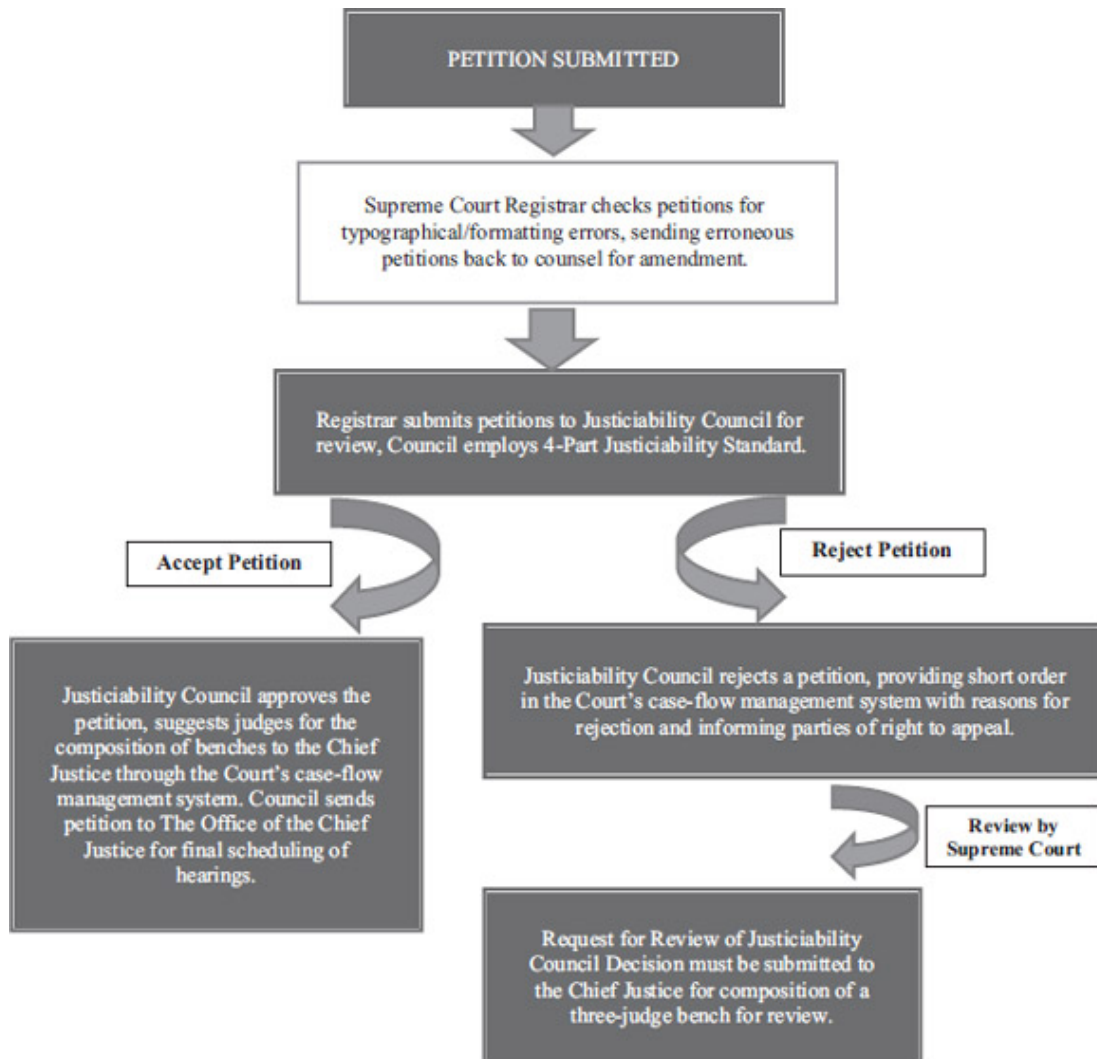 PETITION SUBMITTED
Supreme Court Registrar checks petitions for
typographical/formatting errors, sending erroneous
petitions back to counsel for amendment.
Registrar submits petitions to Justiciability Council for
review, Council employs 4-Part Justiciability Standard.
Accept Petition
Reject Petition
Justiciability Council approves the
petition, suggests judges for the
composition of benches to the Chief
Justice through the Court's case-flow
management system. Council sends
petition to The Office of the Chief
Justice for final scheduling of
hearings.
Justiciability Council rejects a petition, providing short order
in the Court's case-flow management system with reasons for
rejection and informing parties of right to appeal.
Review by
Supreme Court
Request for Review of Justiciability
Council Decision must be submitted to
the Chief Justice for composition of a
three-judge bench for review.